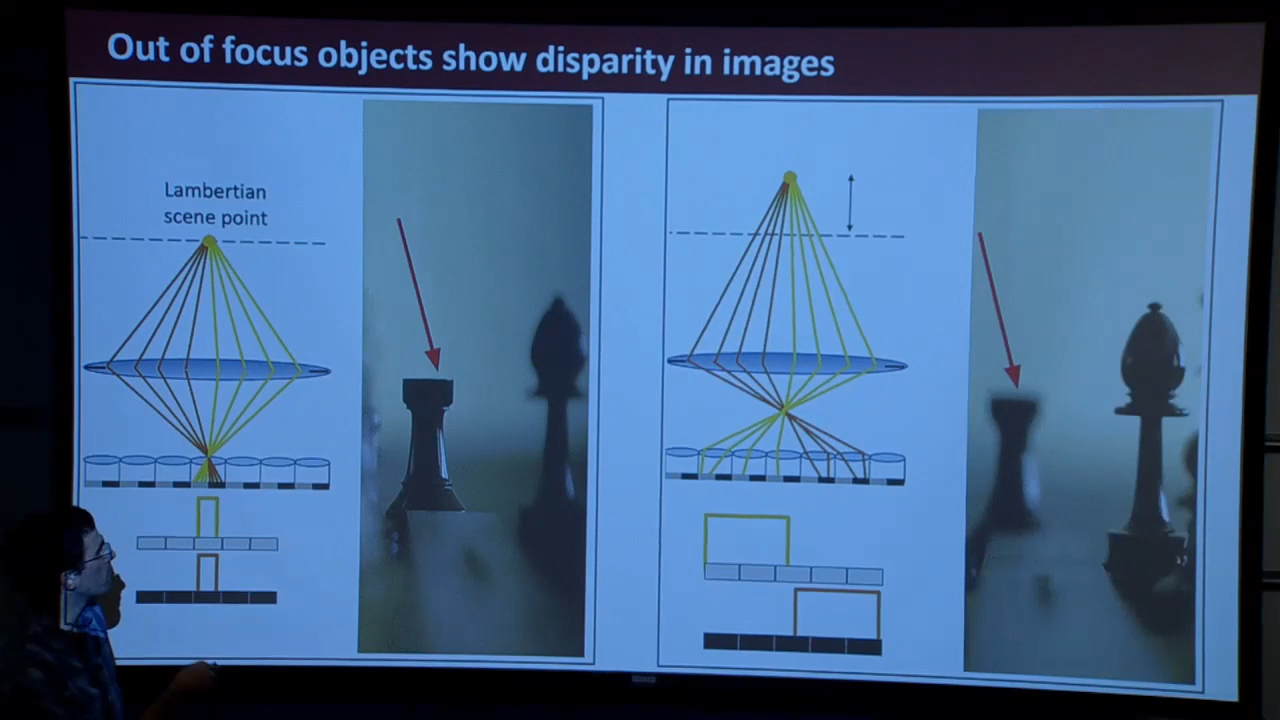 Out of focus objects show disparity in images
Lambertian
scene point